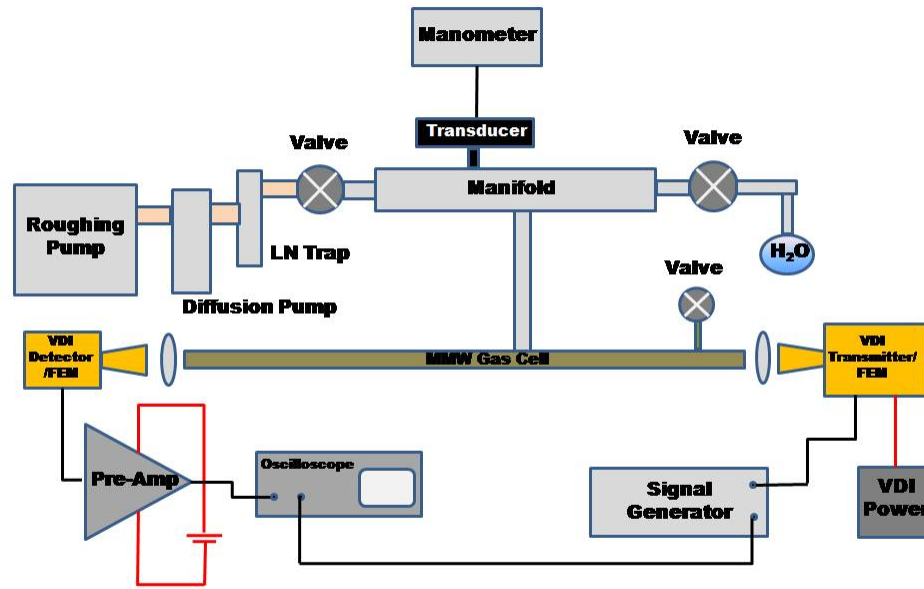 Manometer
Transducer
Valve
Valve
Manifold
Roughing
Pump
LN Trap
H₂O
Valve
Diffusion Pump
VDI
Detector
/FEM
MMW Gas Cell
VDI
Transmitter/
FEM
Pre-Amp
Oscilloscope
Signal
Generator
VDI
Power